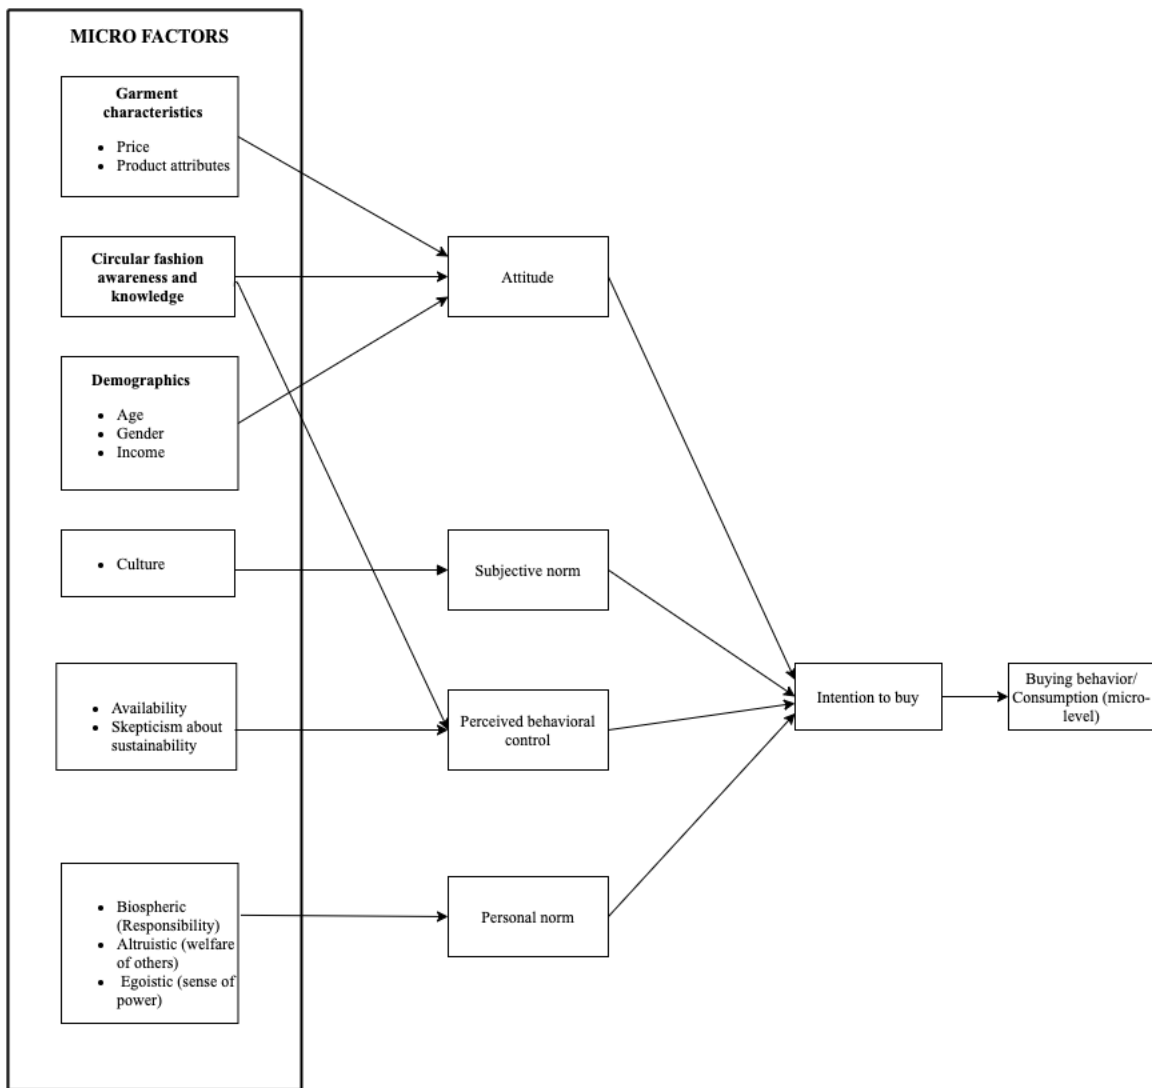 MICRO FACTORS
Garment
characteristics
• Price
• Product attributes
Circular fashion
awareness and
knowledge
Demographics
• Age
• Gender
• Income
• Culture
• Availability
• Skepticism about
sustainability
• Biospheric
(Responsibility)
• Altruistic (welfare
of others)
• Egoistic (sense of
power)
Attitude
Subjective norm
Perceived behavioral
control
Personal norm
Intention to buy
Buying behavior/
Consumption (micro-
level)